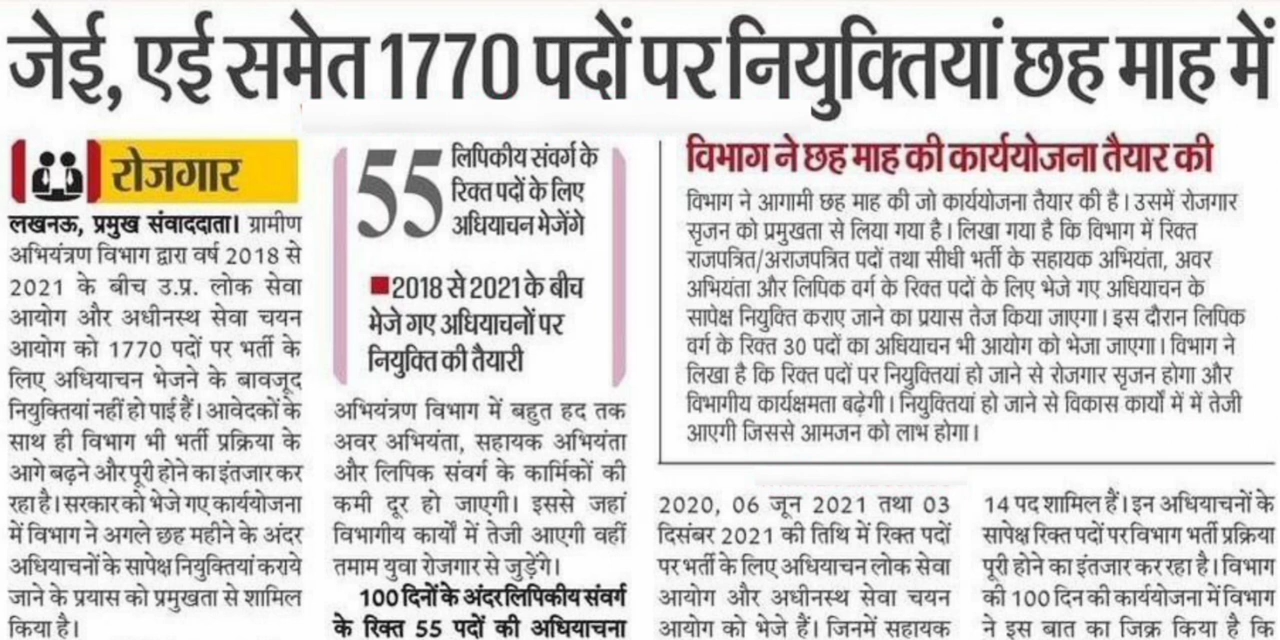 जेई, एई समेत 1770 पदों पर नियुक्तियां छह माह में
रोजगार
लखनऊ, प्रमुख संवाददाता। ग्रामीण
अभियंत्रण विभाग द्वारा वर्ष 2018 से
2021 के बीच उ.प्र. लोक सेवा
आयोग और अधीनस्थ सेवा चयन
आयोग को 1770 पदों पर भर्ती के
लिए अधियाचन भेजने के बावजूद
नियुक्तियां नहीं हो पाई हैं। आवेदकों के
साथ ही विभाग भी भर्ती प्रक्रिया के
आगे बढ़ने और पूरी होने का इंतजार कर
रहा है। सरकार को भेजे गए कार्ययोजना
में विभाग ने अगले छह महीने के अंदर
अधियाचनों के सापेक्ष नियुक्तियां कराये
जाने के प्रयास को प्रमुखता से शामिल
किया है।
55 लिपिकीय संवर्ग के
रिक्त पदों के लिए
अधियाचन भेजेंगे
■ 2018 से 2021 के बीच
भेजे गए अधियाचनों पर
नियुक्ति की तैयारी
अभियंत्रण विभाग में बहुत हद तक
अवर अभियंता, सहायक अभियंता
और लिपिक संवर्ग के कार्मिकों की
कमी दूर हो जाएगी। इससे जहां
विभागीय कार्यों में तेजी आएगी वहीं
तमाम युवा रोजगार से जुड़ेंगे।
100 दिनों के अंदर लिपिकीय संवर्ग
के रिक्त 55 पदों की अधियाचना
विभाग ने छह माह की कार्ययोजना तैयार की
विभाग ने आगामी छह माह की जो कार्ययोजना तैयार की है। उसमें रोजगार
सृजन को प्रमुखता से लिया गया है। लिखा गया है कि विभाग में रिक्त
राजपत्रित/अराजपत्रित पदों तथा सीधी भर्ती के सहायक अभियंता, अवर
अभियंता और लिपिक वर्ग के रिक्त पदों के लिए भेजे गए अधियाचन के
सापेक्ष नियुक्ति कराए जाने का प्रयास तेज किया जाएगा। इस दौरान लिपिक
वर्ग के रिक्त 30 पदों का अधियाचन भी आयोग को भेजा जाएगा। विभाग ने
लिखा है कि रिक्त पदों पर नियुक्तियां हो जाने से रोजगार सृजन होगा और
विभागीय कार्यक्षमता बढ़ेगी। नियुक्तियां हो जाने से विकास कार्यों में में तेजी
आएगी जिससे आमजन को लाभ होगा।
2020, 06 जून 2021 तथा 03
दिसंबर 2021 की तिथि में रिक्त पदों
पर भर्ती के लिए अधियाचन लोक सेवा
आयोग और अधीनस्थ सेवा चयन
आयोग को भेजे हैं। जिनमें सहायक
14 पद शामिल हैं। इन अधियाचनों के
सापेक्ष रिक्त पदों पर विभाग भर्ती प्रक्रिया
पूरी होने का इंतजार कर रहा है। विभाग
की 100 दिन की कार्ययोजना में विभाग
ने इस बात का जिक्र किया है कि